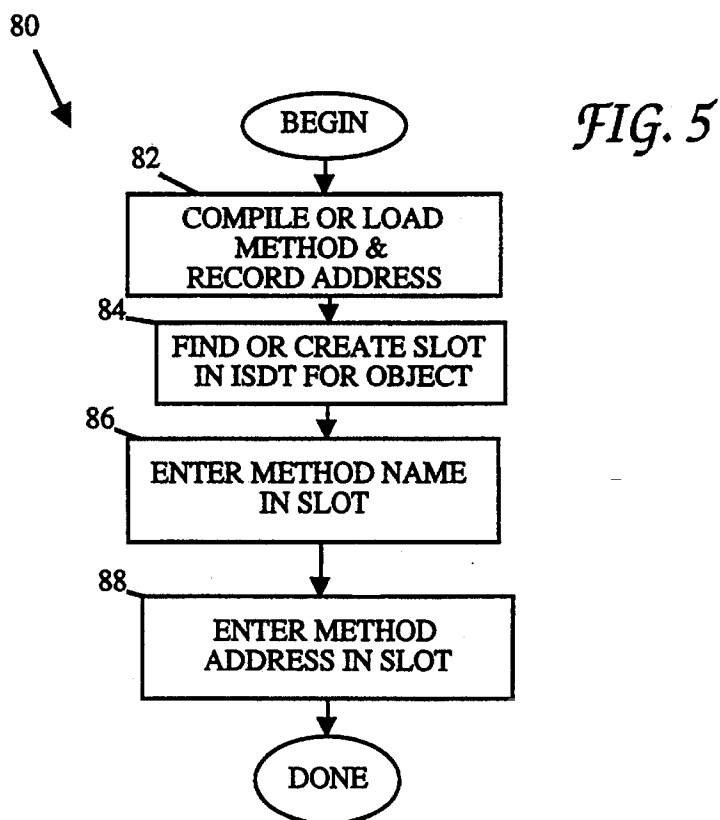 80
FIG. 5
BEGIN
82
COMPILE OR LOAD
METHOD &
RECORD ADDRESS
84
FIND OR CREATE SLOT
IN ISDT FOR OBJECT
86
ENTER METHOD NAME
IN SLOT
88
ENTER METHOD
ADDRESS IN SLOT
DONE